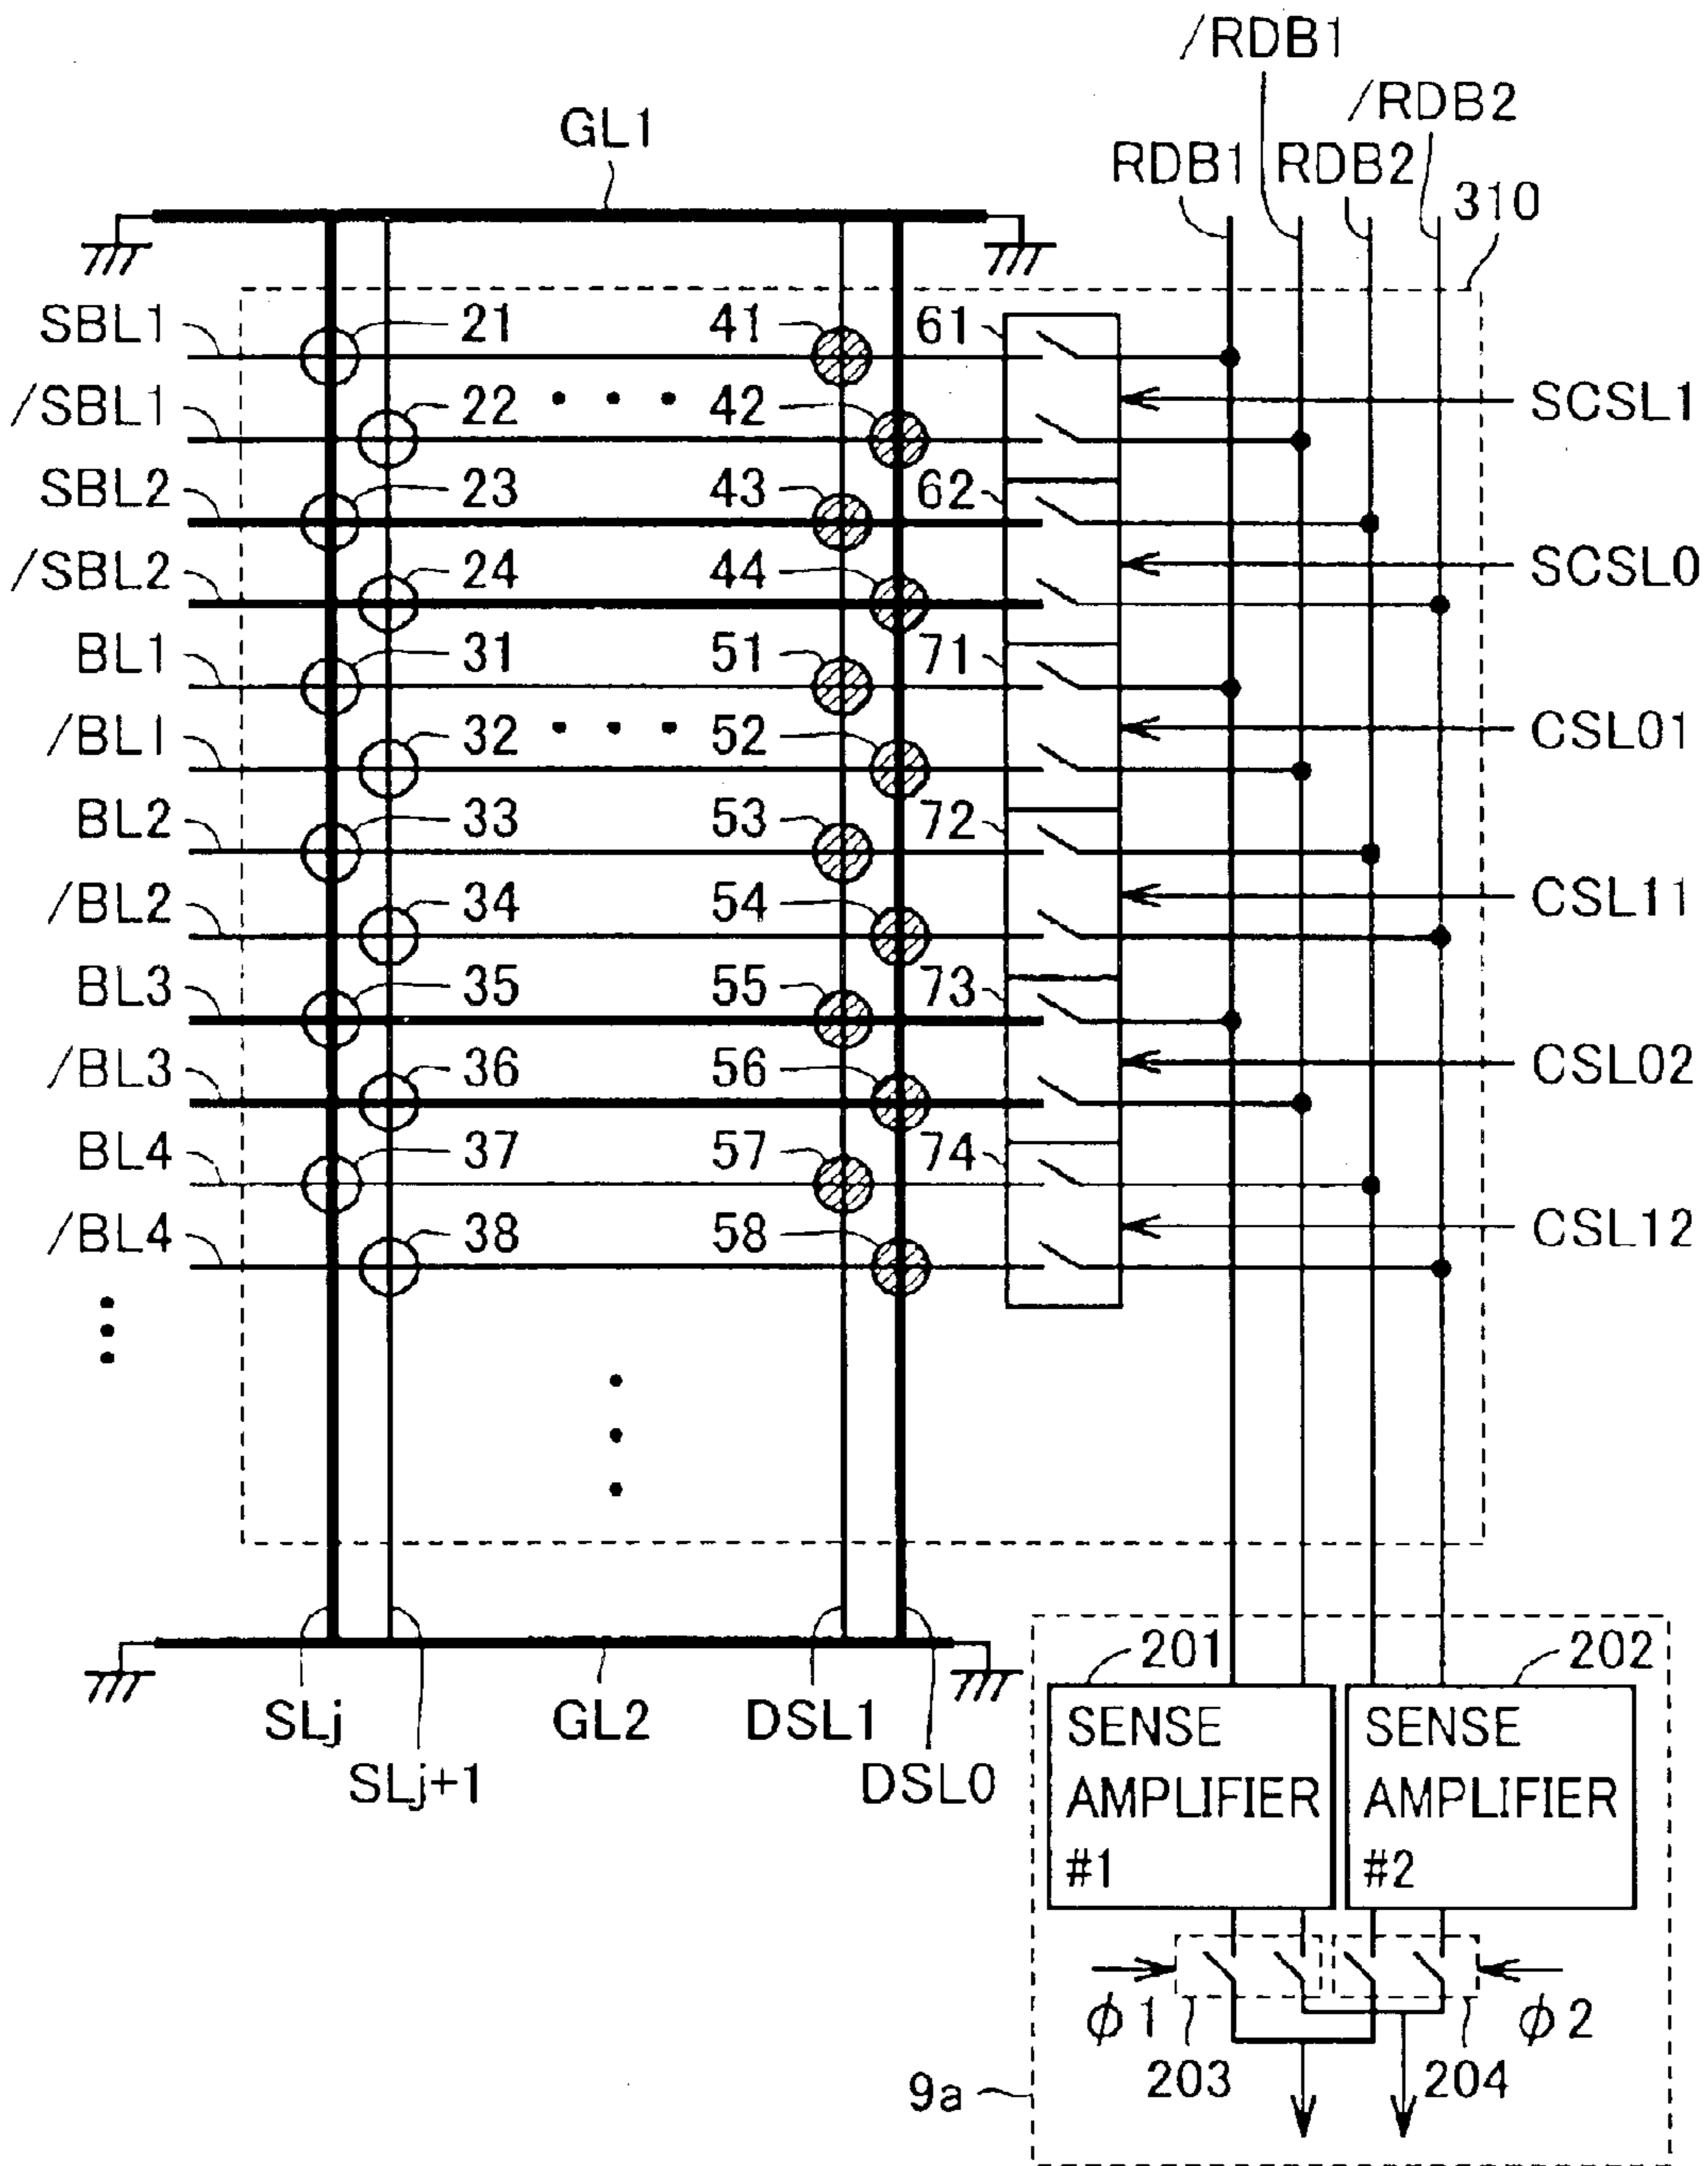 /RDB1
/RDB2
GL1
RDB1 RDB2
310
SBL1 21 41 61
/SBL1 22 42 SCSL1
SBL2 23 43 62
/SBL2 24 44 SCSL0
BL1 31 51 71
/BL1 32 52 CSL01
BL2 33 53 72
/BL2 34 54 CSL11
BL3 35 55 73
/BL3 36 56 CSL02
BL4 37 57 74
/BL4 38 58 CSL12
201 202
SLj GL2 DSL1
SLj+1 DSL0
SENSE
AMPLIFIER
#1
SENSE
AMPLIFIER
#2
φ1 φ2
203 204
9a